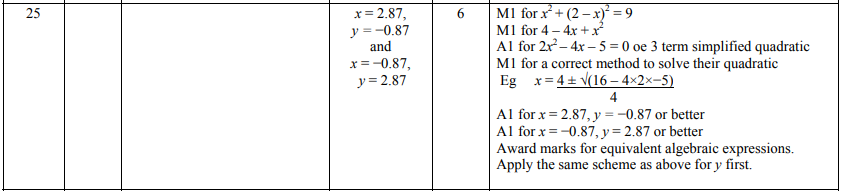 25
x = 2.87,
y = −0.87
and
x = −0.87,
y = 2.87
6
M1 for x² + (2 – x)² = 9
M1 for 4 – 4x + x²
A1 for 2x² – 4x – 5 = 0 oe 3 term simplified quadratic
M1 for a correct method to solve their quadratic
Eg x = 4 ± √(16 – 4×2×−5)
4
A1 for x = 2.87, y = −0.87 or better
A1 for x = −0.87, y = 2.87 or better
Award marks for equivalent algebraic expressions.
Apply the same scheme as above for y first.